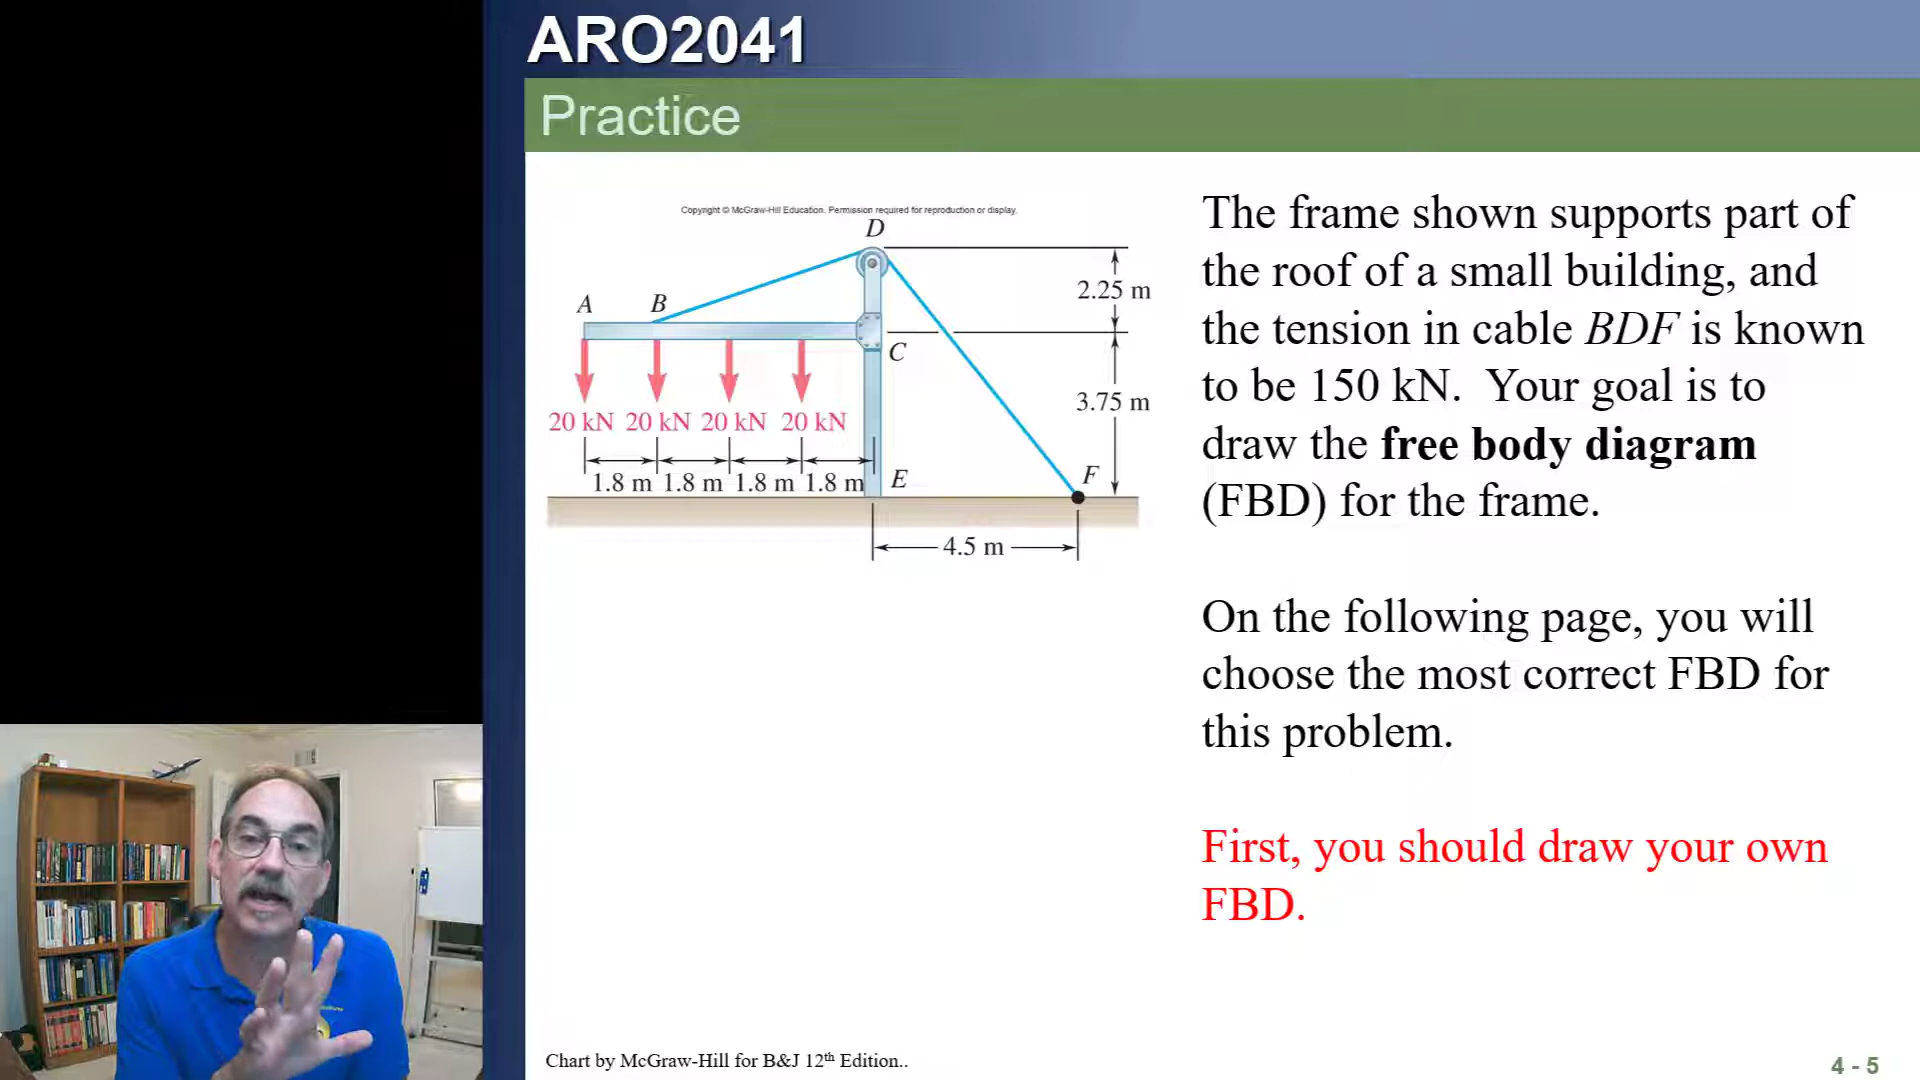 ARO2041
Practice
Copyright © McGraw-Hill Education. Permission required for reproduction or display.
D
2.25 m
A
B
C
3.75 m
20 kN 20 kN 20 kN 20 kN
1.8 m 1.8 m 1.8 m 1.8 m
E
F
4.5 m
The frame shown supports part of
the roof of a small building, and
the tension in cable BDF is known
to be 150 kN. Your goal is to
draw the free body diagram
(FBD) for the frame.
On the following page, you will
choose the most correct FBD for
this problem.
First, you should draw your own
FBD.
Chart by McGraw-Hill for B&J 12th Edition..
4 - 5